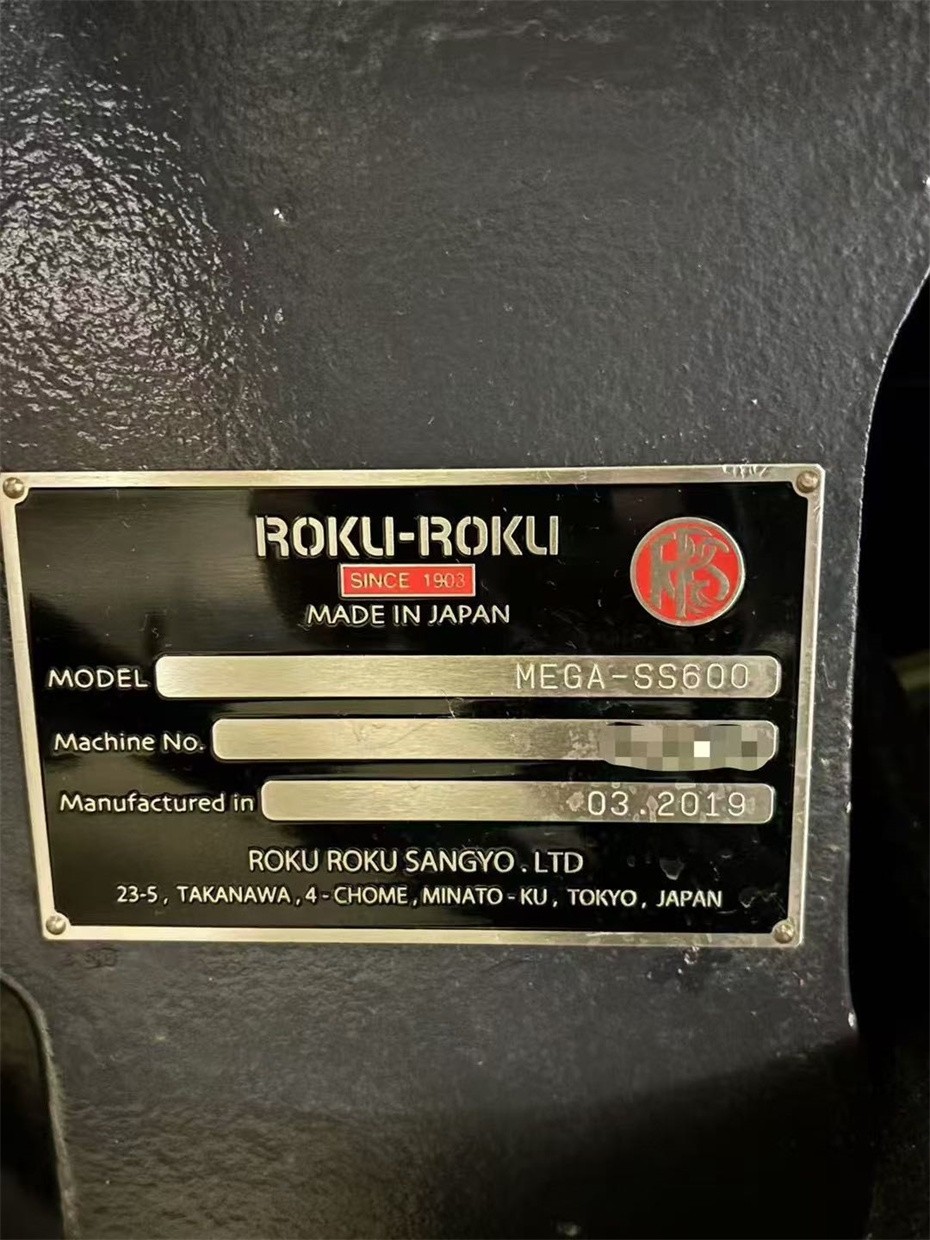 ROKU-ROKU
SINCE 1903
MADE IN JAPAN
MODEL MEGA-SS600
Machine No.
Manufactured in 03.2019
ROKU ROKU SANGYO.LTD
23-5, TAKANAWA, 4-CHOME, MINATO-KU, TOKYO, JAPAN